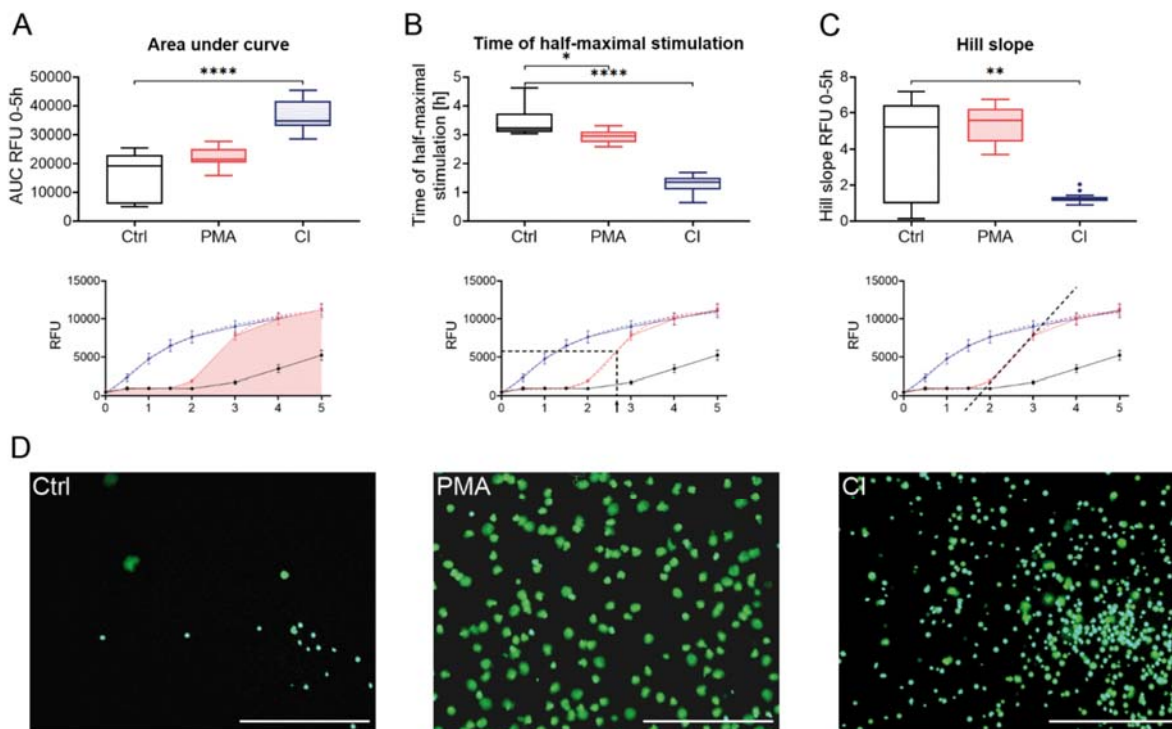 A
Area under curve
****
AUC RFU 0-5h
50000
40000
30000
20000
10000
0
Ctrl PMA CI
RFU
15000
10000
5000
0
0 1 2 3 4 5
B
Time of half-maximal stimulation
*
****
Time of half-maximal
stimulation [h]
5
4
3
2
1
0
Ctrl PMA CI
RFU
15000
10000
5000
0
0 1 2 3 4 5
C
Hill slope
**
Hill slope RFU 0-5h
8
6
4
2
0
Ctrl PMA CI
RFU
15000
10000
5000
0
0 1 2 3 4 5
D
Ctrl
PMA
CI